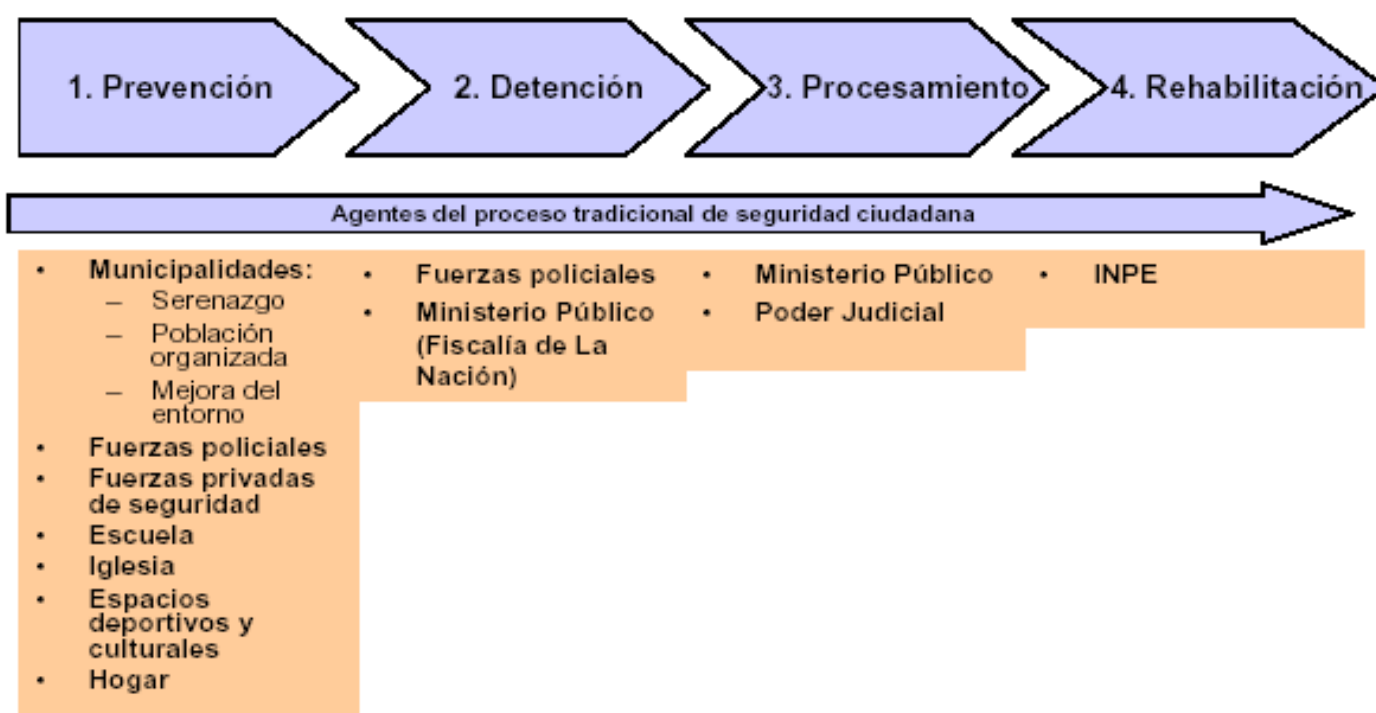 1. Prevención
2. Detención
3. Procesamiento
4. Rehabilitación
Agentes del proceso tradicional de seguridad ciudadana
• Municipalidades:
– Serenazgo
– Población
organizada
– Mejora del
entorno
• Fuerzas policiales
• Fuerzas privadas
de seguridad
• Escuela
• Iglesia
• Espacios
deportivos y
culturales
• Hogar
• Fuerzas policiales
• Ministerio Público
(Fiscalía de La
Nación)
• Ministerio Público
• Poder Judicial
• INPE